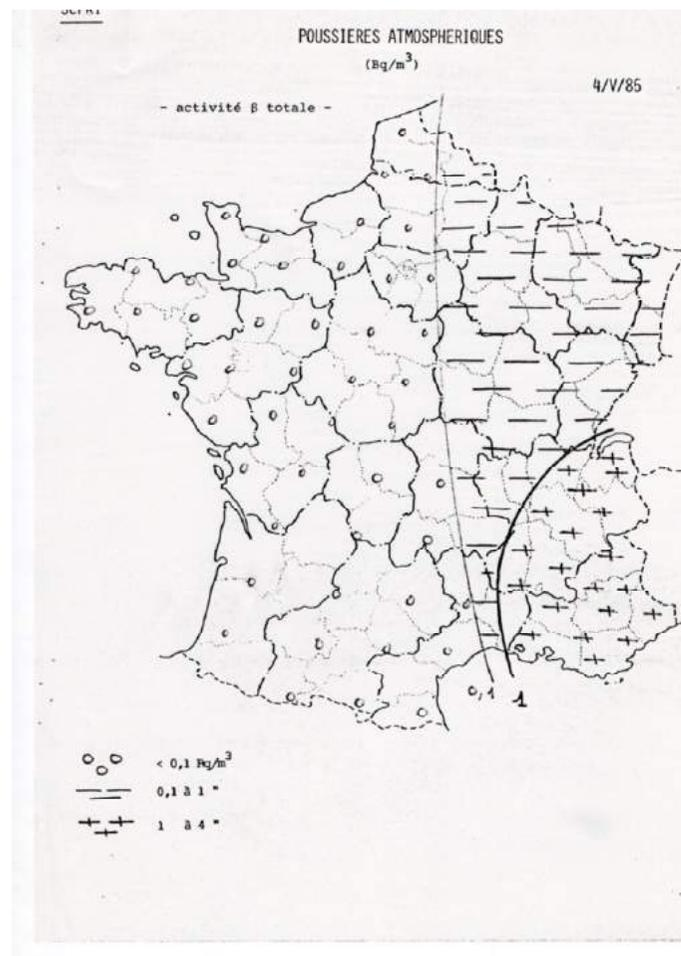 SCPRI
POUSSIERES ATMOSPHERIQUES
(Bq/m³)
4/V/85
- activité β totale -
0,1 1
< 0,1 Bq/m³
0,1 à 1 "
1 à 4 "